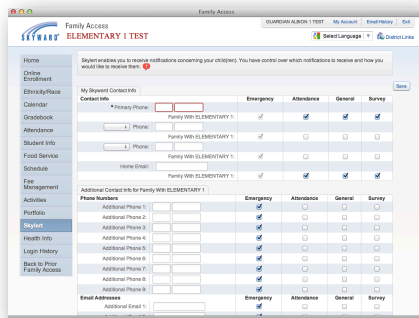 Family Access
GUARDIAN ALBION 1 TEST My Account Email History Exit
Family Access
SKYWARD® ELEMENTARY 1 TEST
Select Language ▼ District Links
Home
Online Enrollment
Ethnicity/Race
Calendar
Gradebook
Attendance
Student Info
Food Service
Schedule
Fee Management
Activities
Portfolio
Skylert
Health Info
Login History
Back to Prior Family Access
Skylert enables you to receive notifications concerning your child(ren). You have control over which notifications to receive and how you
would like to receive them.
Save
My Skyward Contact Info
Contact Info Emergency Attendance General Survey
* Primary Phone:
Family With ELEMENTARY 1:
Phone:
Family With ELEMENTARY 1:
Phone:
Family With ELEMENTARY 1:
Home Email:
Family With ELEMENTARY 1:
Additional Contact Info for Family With ELEMENTARY 1
Phone Numbers Emergency Attendance General Survey
Additional Phone 1:
Additional Phone 2:
Additional Phone 3:
Additional Phone 4:
Additional Phone 5:
Additional Phone 6:
Additional Phone 7:
Additional Phone 8:
Additional Phone 9:
Email Addresses Emergency Attendance General Survey
Additional Email 1: